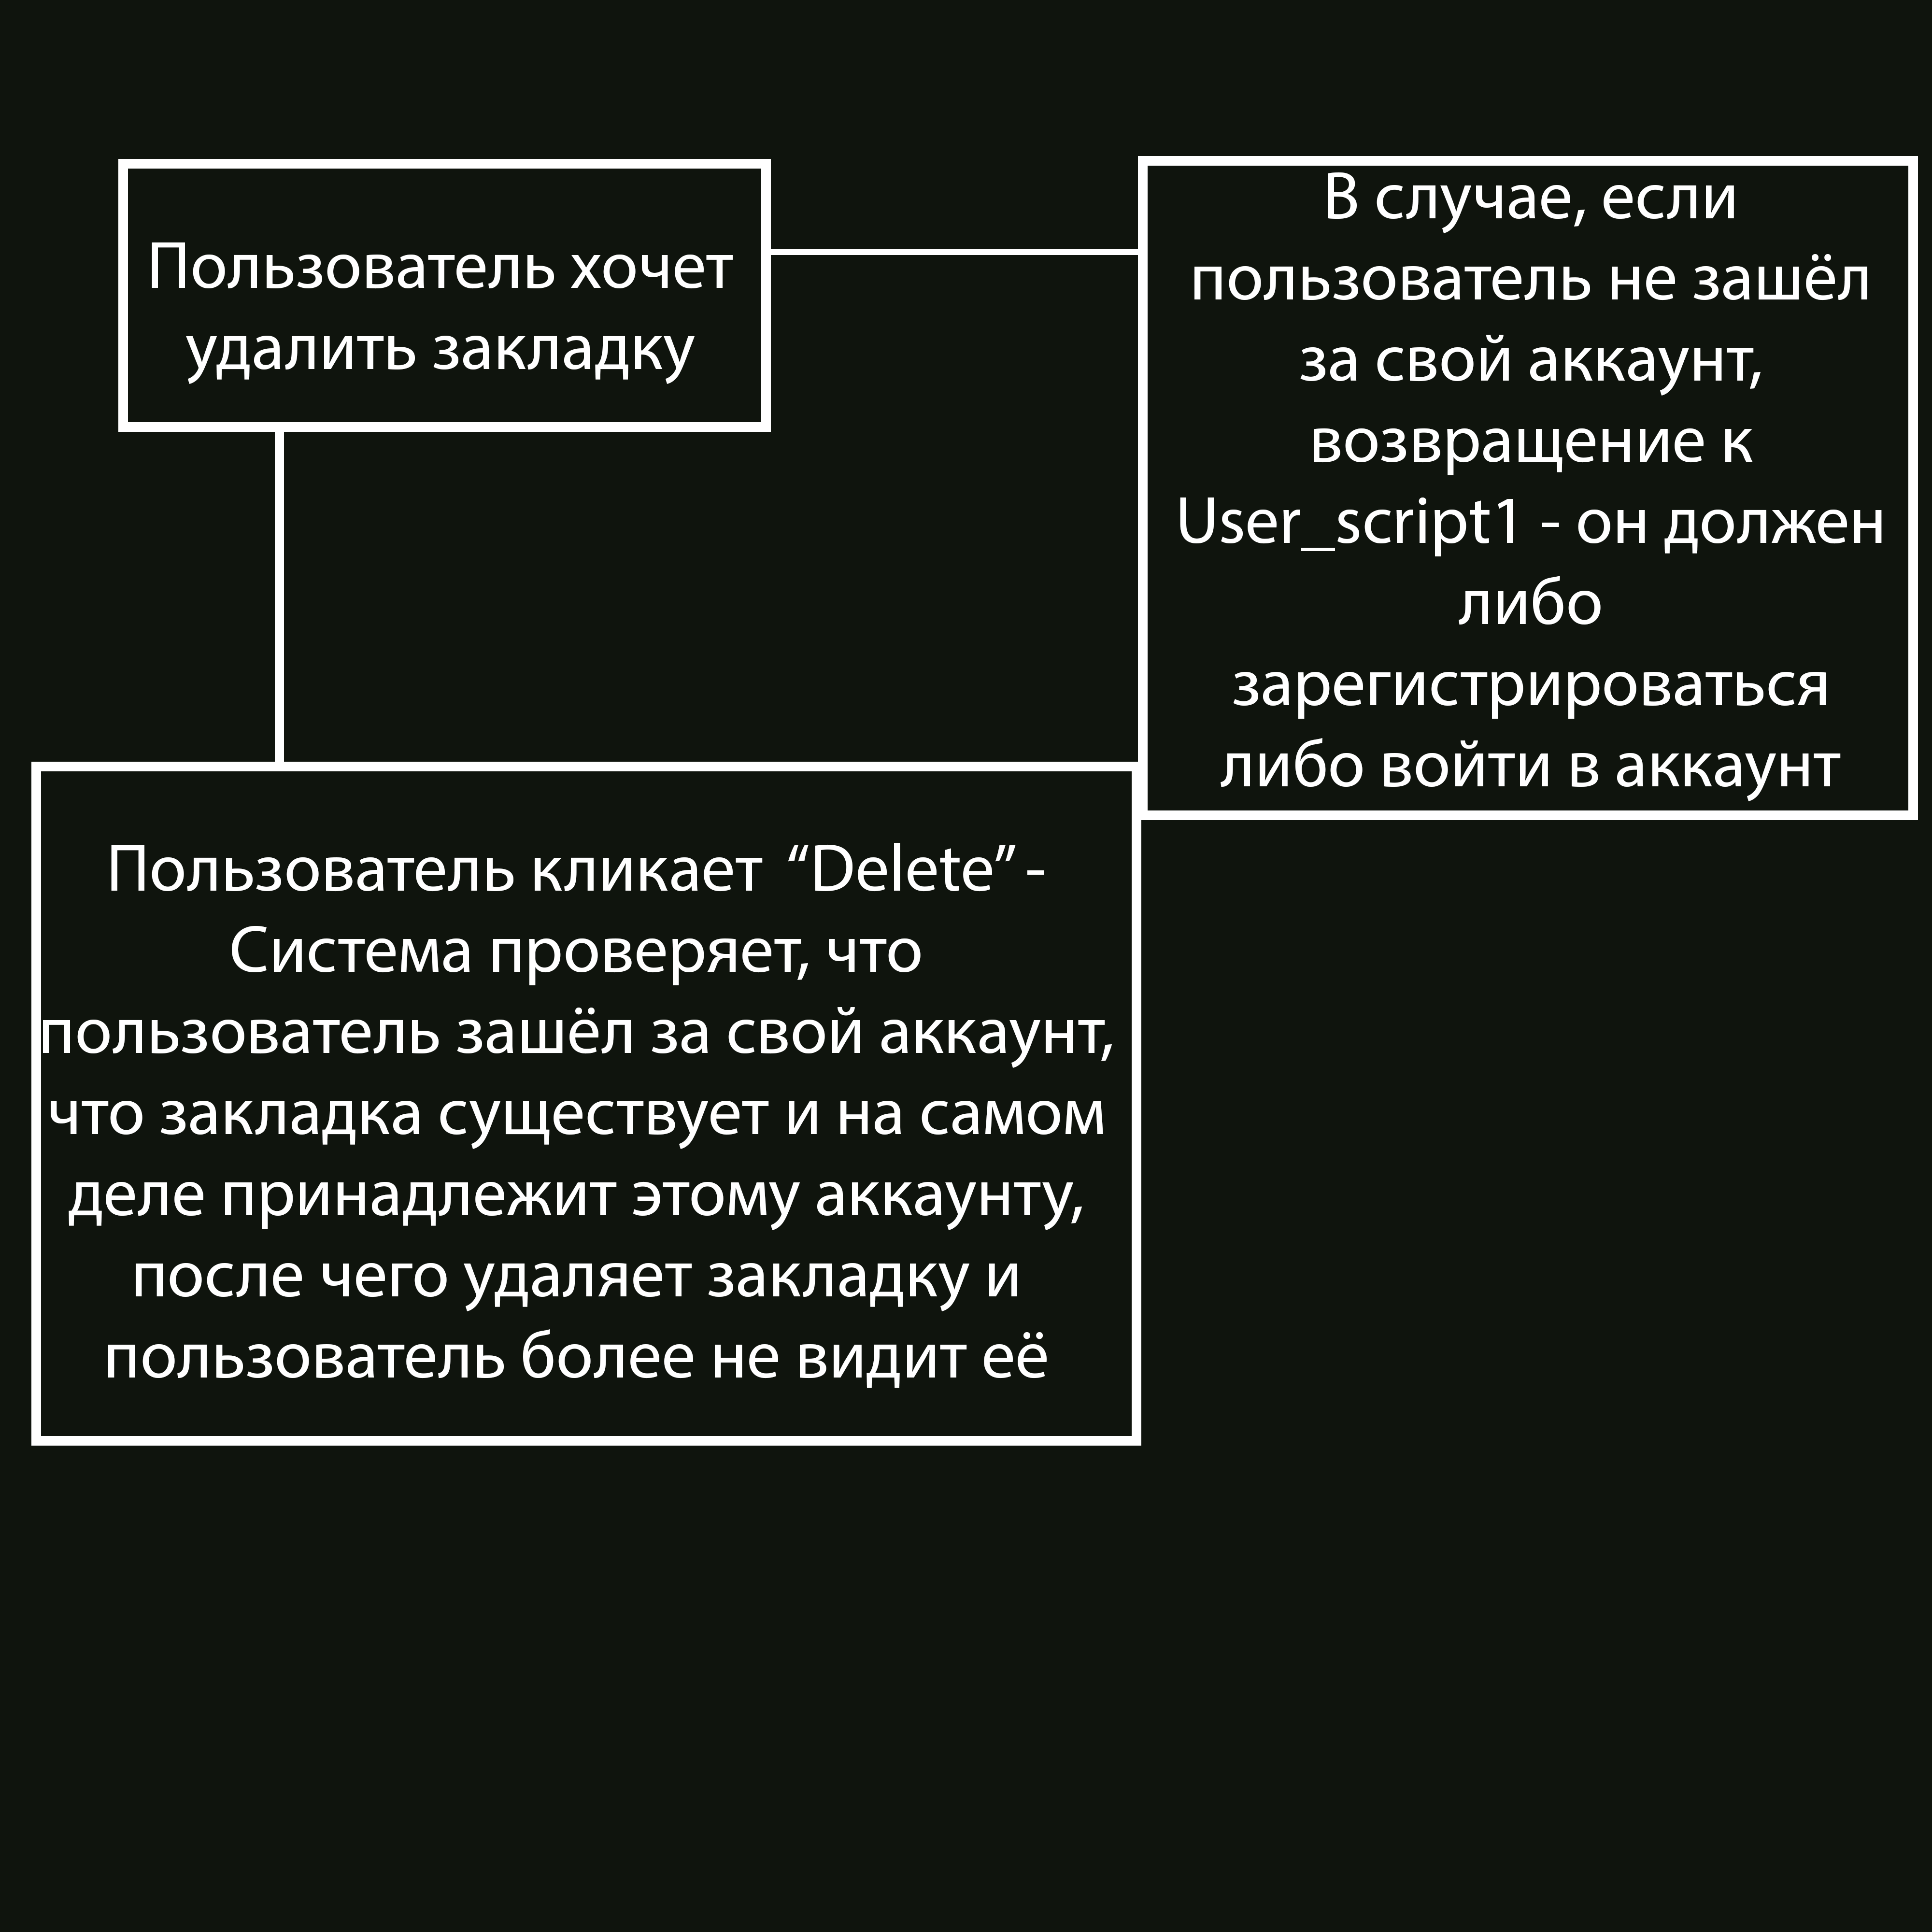 Пользователь хочет
удалить закладку
В случае, если
пользователь не зашёл
за свой аккаунт,
возвращение к
User_script1 - он должен
либо
зарегистрироваться
либо войти в аккаунт
Пользователь кликает “Delete” -
Система проверяет, что
пользователь зашёл за свой аккаунт,
что закладка существует и на самом
деле принадлежит этому аккаунту,
после чего удаляет закладку и
пользователь более не видит её